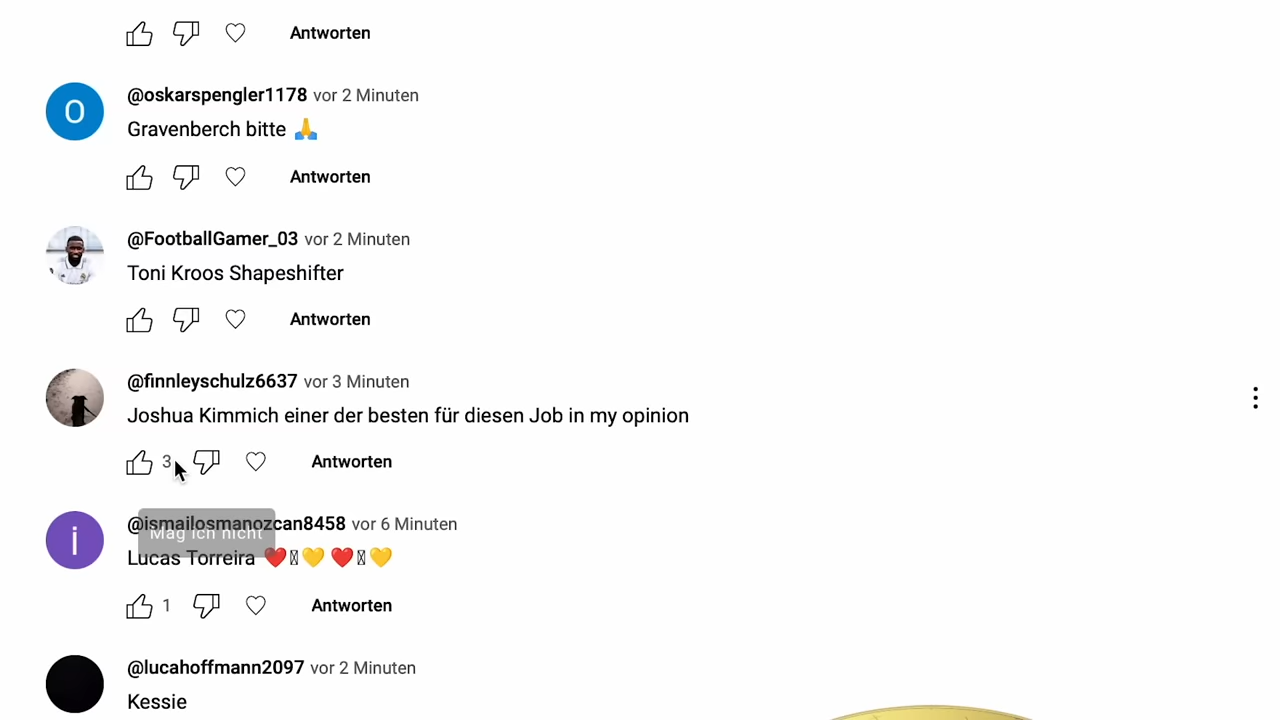 Antworten
@oskarspengler1178 vor 2 Minuten
Gravenberch bitte 🙏
Antworten
@FootballGamer_03 vor 2 Minuten
Toni Kroos Shapeshifter
Antworten
@finnleyschulz6637 vor 3 Minuten
Joshua Kimmich einer der besten für diesen Job in my opinion
3 Antworten
@ismailosmanozcan8458 vor 6 Minuten
Mag ich nicht
Lucas Torreira ❤️💛 ❤️💛
1 Antworten
@lucahoffmann2097 vor 2 Minuten
Kessie